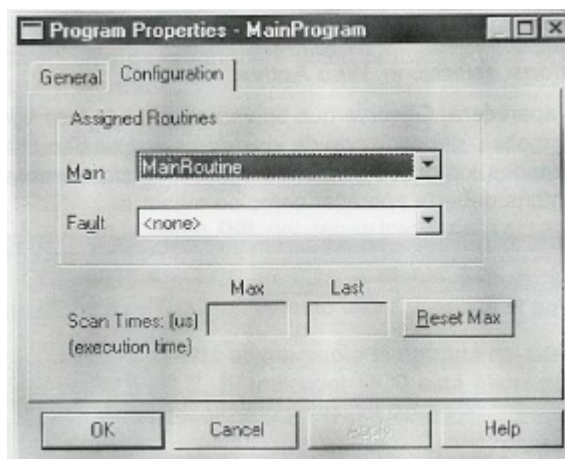 Program Properties - MainProgram
General Configuration
Assigned Routines
Man MainRoutine
Fault <none>
Max Last
Scan Times: (us) Reset Max
(execution time)
OK Cancel Apply Help